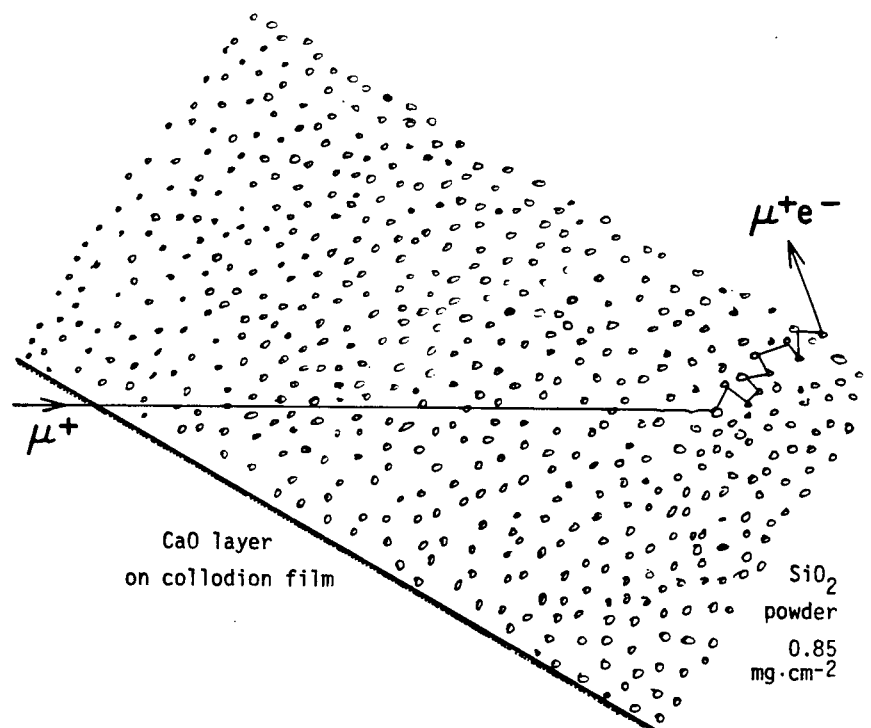 μ⁺e⁻
μ⁺
CaO layer
on collodion film
SiO₂
powder
0.85
mg·cm⁻²